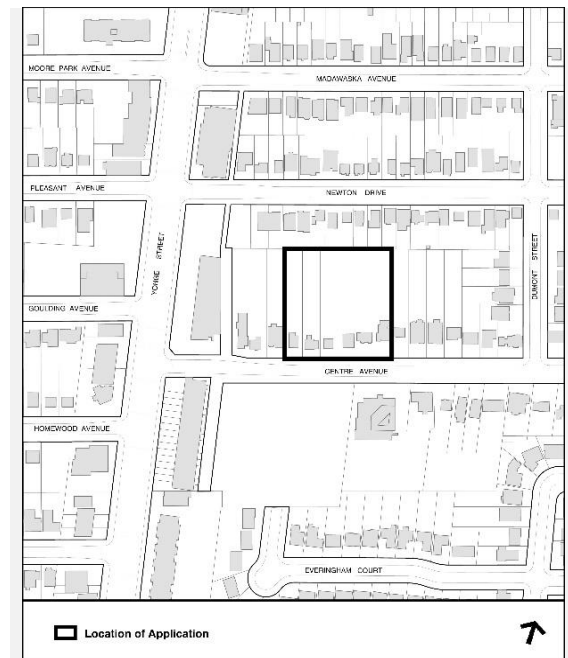 MOORE PARK AVENUE
MADAWASKA AVENUE
PLEASANT AVENUE
NEWTON DRIVE
YONGE STREET
DUMONT STREET
GOULDING AVENUE
CENTRE AVENUE
HOMEWOOD AVENUE
EVERINGHAM COURT
Location of Application